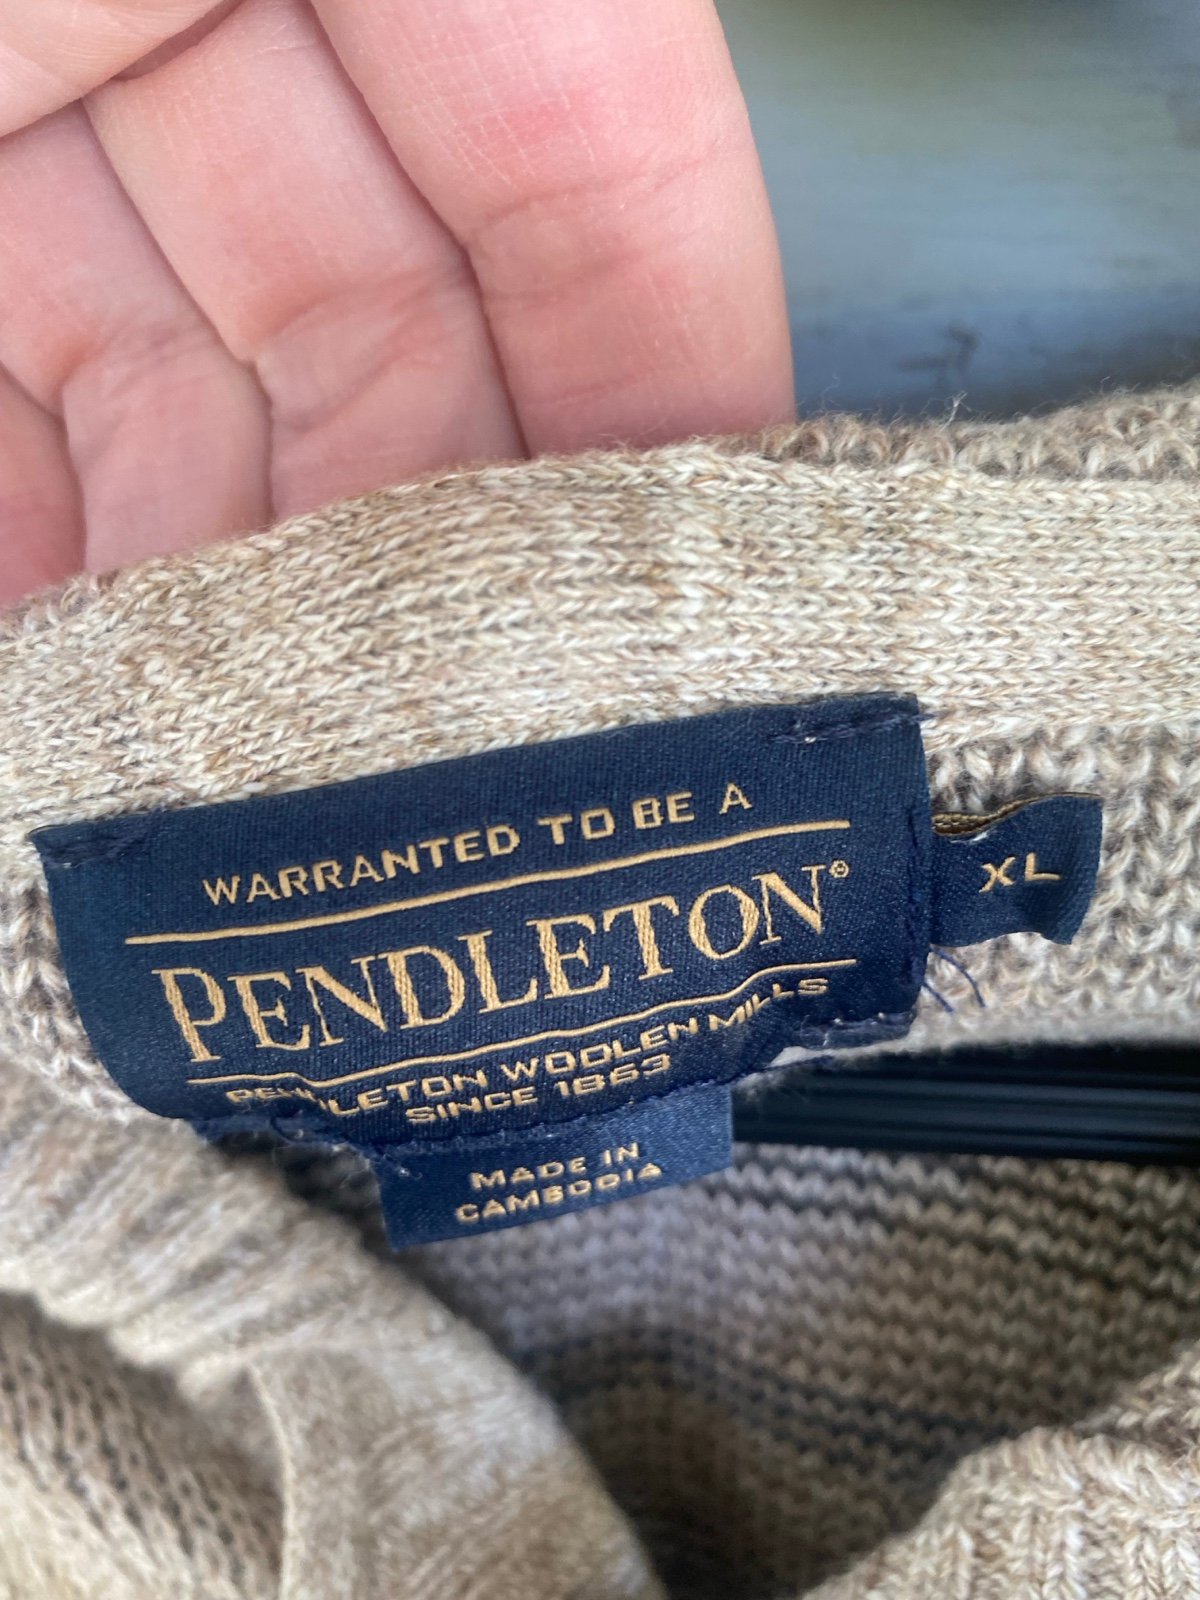 WARRANTED TO BE A
PENDLETON®
PENDLETON WOOLEN MILLS
SINCE 1863
XL
MADE IN
CAMBODIA